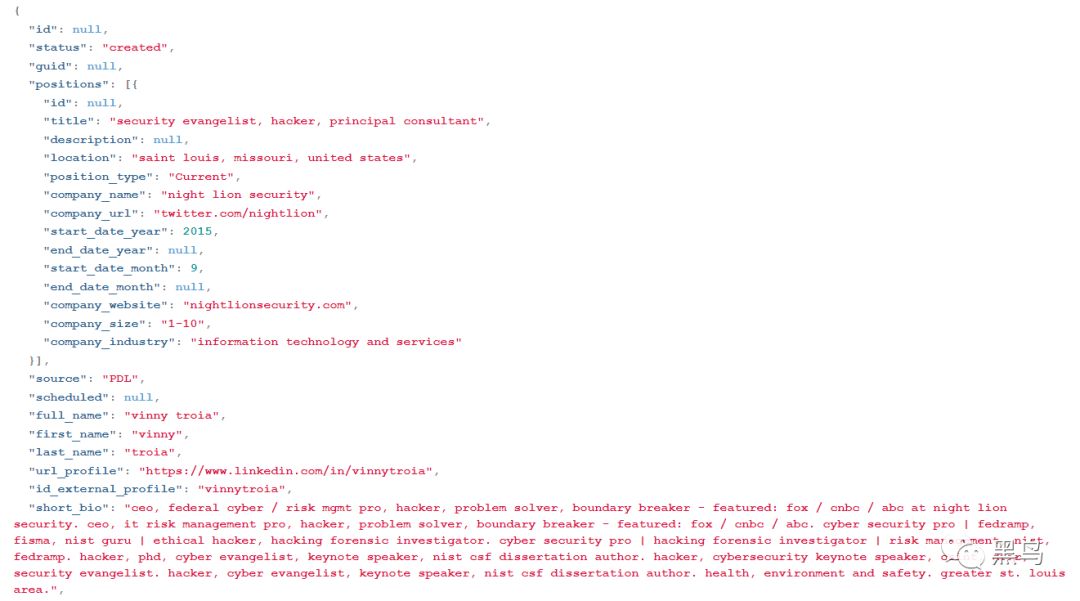 {
"id": null,
"status": "created",
"guid": null,
"positions": [{
"id": null,
"title": "security evangelist, hacker, principal consultant",
"description": null,
"location": "saint louis, missouri, united states",
"position_type": "Current",
"company_name": "night lion security",
"company_url": "twitter.com/nightlion",
"start_date_year": 2015,
"end_date_year": null,
"start_date_month": 9,
"end_date_month": null,
"company_website": "nightlionsecurity.com",
"company_size": "1-10",
"company_industry": "information technology and services"
}],
"source": "PDL",
"scheduled": null,
"full_name": "vinny troia",
"first_name": "vinny",
"last_name": "troia",
"url_profile": "https://www.linkedin.com/in/vinnytroia",
"id_external_profile": "vinnytroia",
"short_bio": "ceo, federal cyber / risk mgmt pro, hacker, problem solver, boundary breaker - featured: fox / cnbc / abc at night lion
security. ceo, it risk management pro, hacker, problem solver, boundary breaker - featured: fox / cnbc / abc. cyber security pro | fedramp,
fisma, nist guru | ethical hacker, hacking forensic investigator. cyber security pro | hacking forensic investigator | risk nist,
fedramp. hacker, phd, cyber evangelist, keynote speaker, nist csf dissertation author. hacker, cybersecurity keynote speaker,
security evangelist. hacker, cyber evangelist, keynote speaker, nist csf dissertation author. health, environment and safety. greater st. louis
area.",
黑鸟